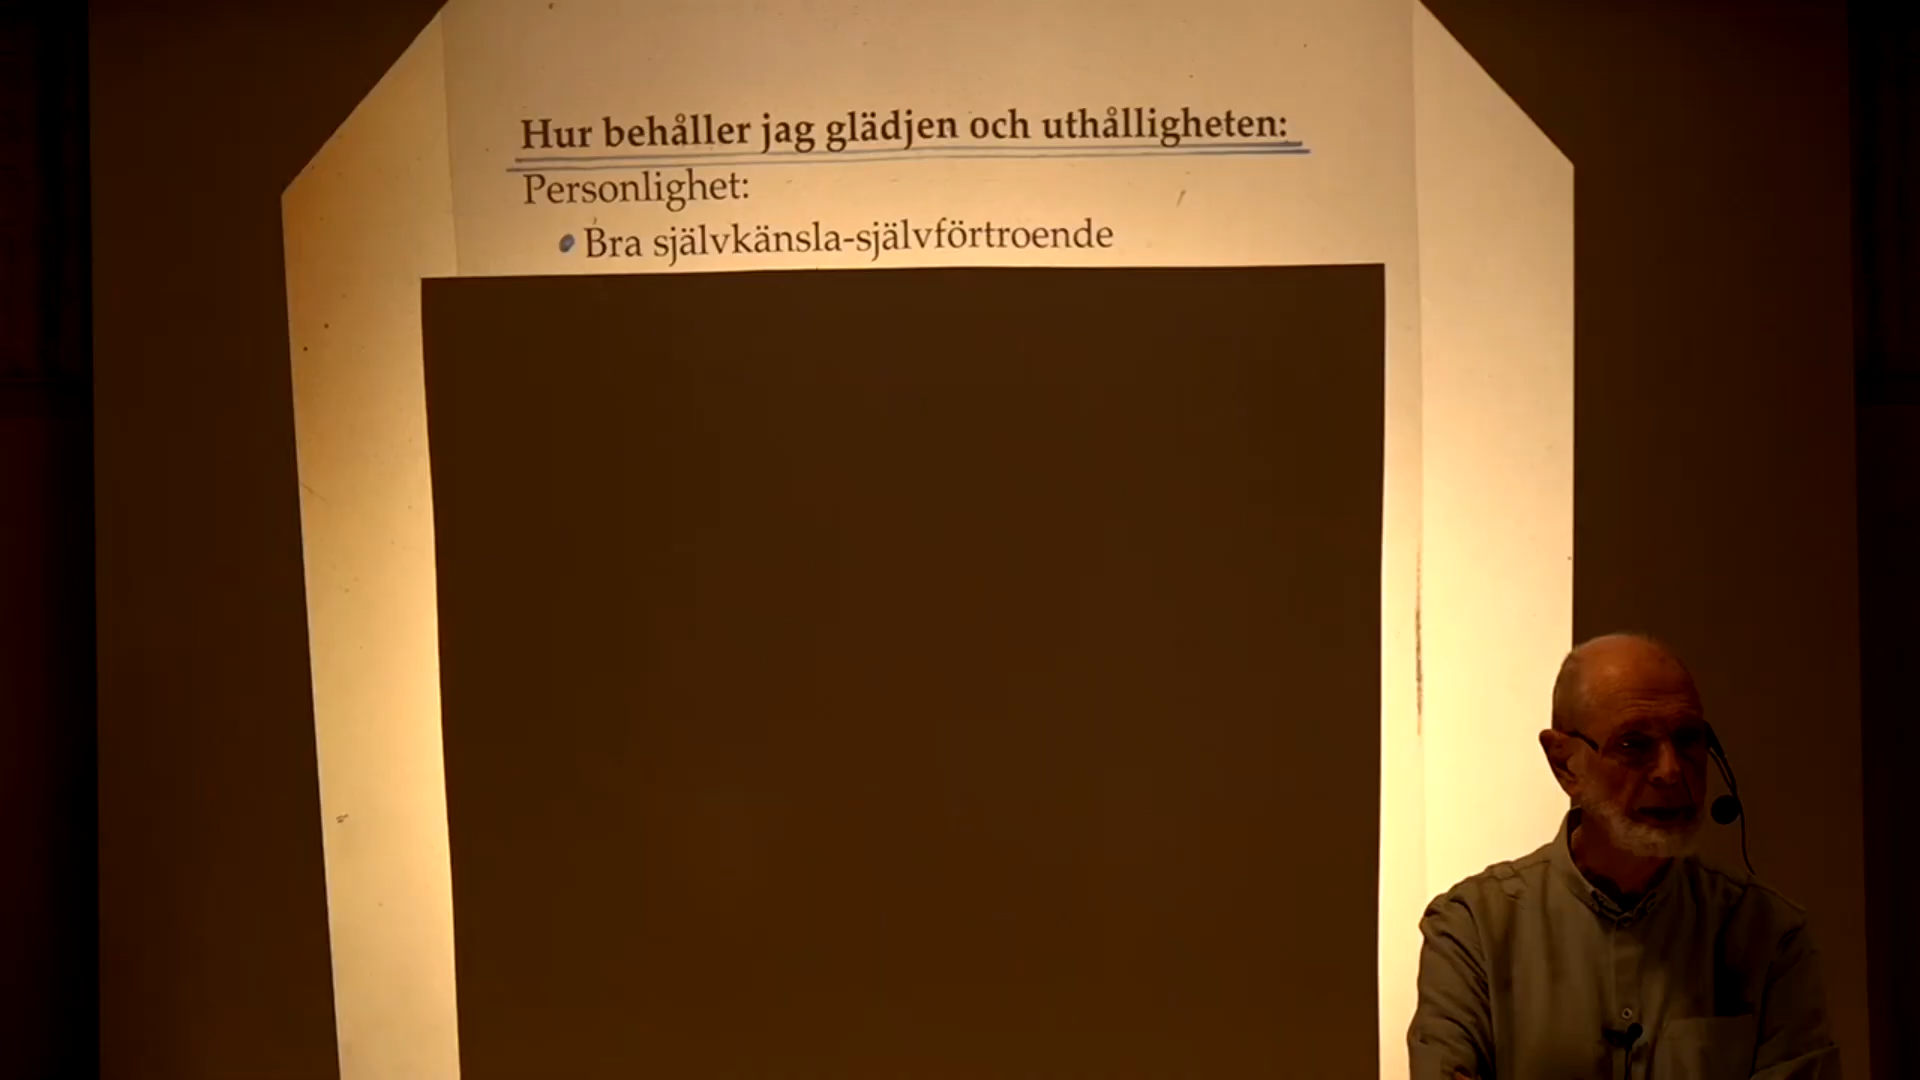 Hur behåller jag glädjen och uthålligheten:
Personlighet:
• Bra självkänsla-självförtroende